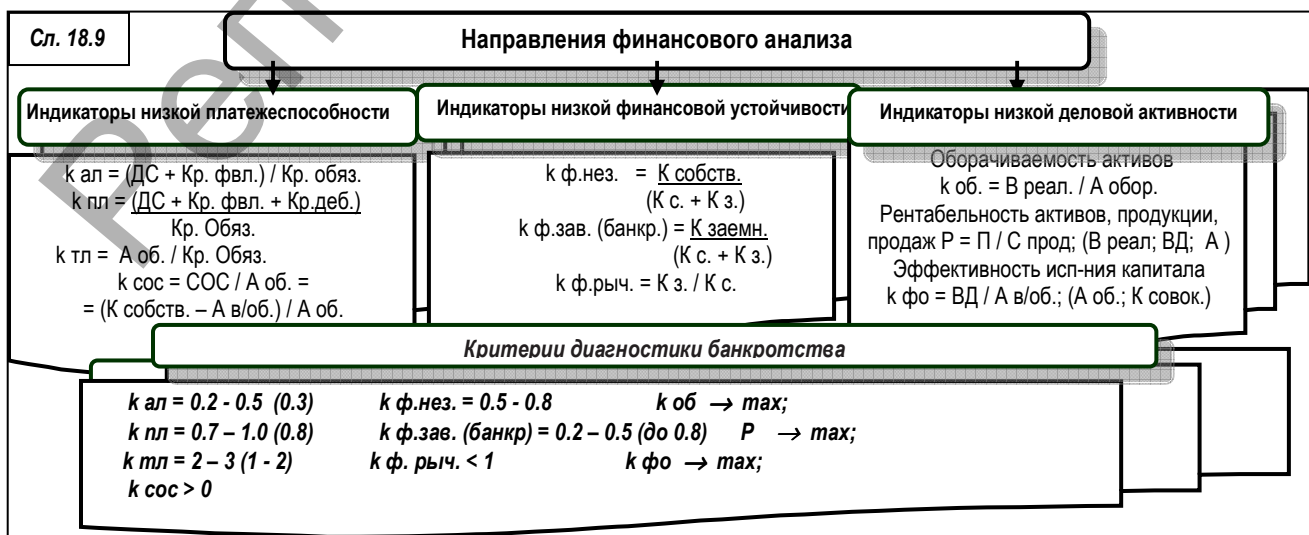 Сл. 18.9
Направления финансового анализа
Индикаторы низкой платежеспособности
k ал = (ДС + Кр. фвл.) / Кр. обяз.
k пл = (ДС + Кр. фвл. + Кр.деб.)
Кр. Обяз.
k тл = А об. / Кр. Обяз.
k сос = СОС / А об. =
= (К собств. – А в/об.) / А об.
Индикаторы низкой финансовой устойчивости
k ф.нез. = К собств.
(К с. + К з.)
k ф.зав. (банкр.) = К заемн.
(К с. + К з.)
k ф.рыч. = К з. / К с.
Индикаторы низкой деловой активности
Оборачиваемость активов
k об. = В реал. / А обор.
Рентабельность активов, продукции,
продаж Р = П / С прод; (В реал; ВД; А )
Эффективность исп-ния капитала
k фо = ВД / А в/об.; (А об.; К совок.)
Критерии диагностики банкротства
k ал = 0.2 - 0.5 (0.3) k ф.нез. = 0.5 - 0.8 k об → max;
k пл = 0.7 – 1.0 (0.8) k ф.зав. (банкр) = 0.2 – 0.5 (до 0.8) Р → max;
k тл = 2 – 3 (1 - 2) k ф. рыч. < 1 k фо → max;
k сос > 0
Реп